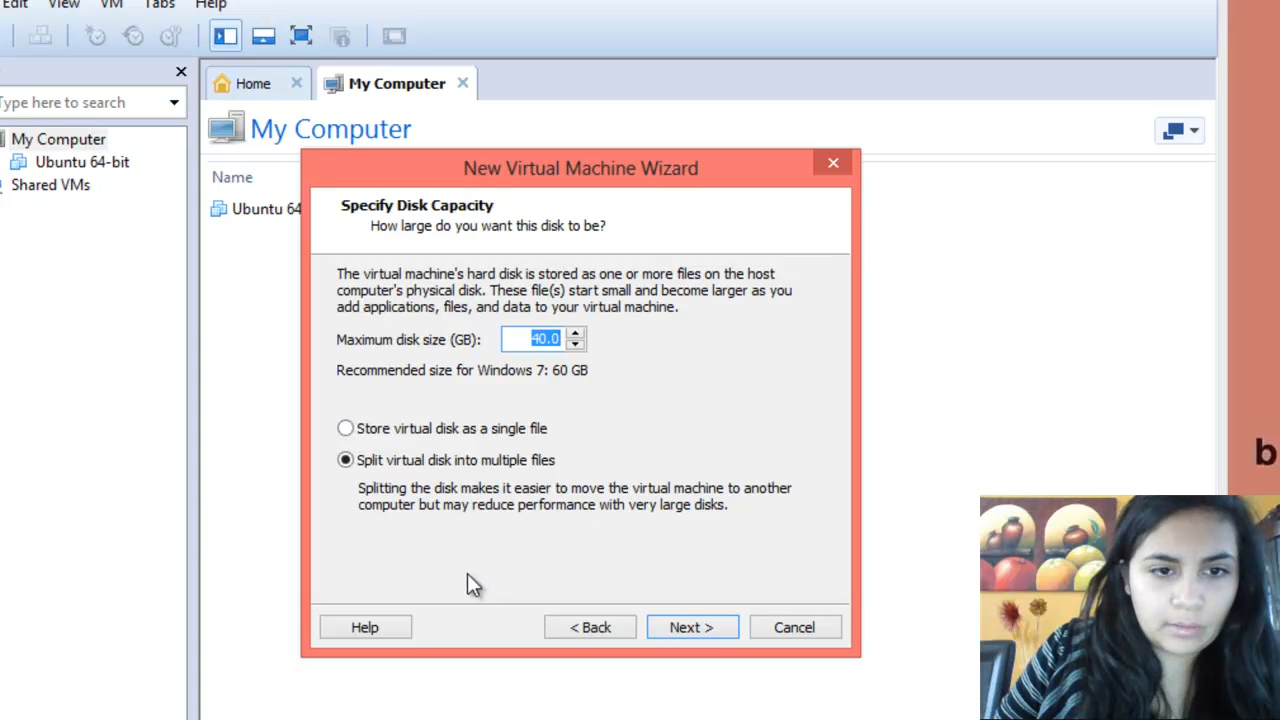 Edit View VM Tabs Help
Type here to search
My Computer
Ubuntu 64-bit
Shared VMs
Home
My Computer
My Computer
Name
Ubuntu 64
New Virtual Machine Wizard
Specify Disk Capacity
How large do you want this disk to be?
The virtual machine's hard disk is stored as one or more files on the host
computer's physical disk. These file(s) start small and become larger as you
add applications, files, and data to your virtual machine.
Maximum disk size (GB): 40.0
Recommended size for Windows 7: 60 GB
Store virtual disk as a single file
Split virtual disk into multiple files
Splitting the disk makes it easier to move the virtual machine to another
computer but may reduce performance with very large disks.
Help < Back Next > Cancel
b